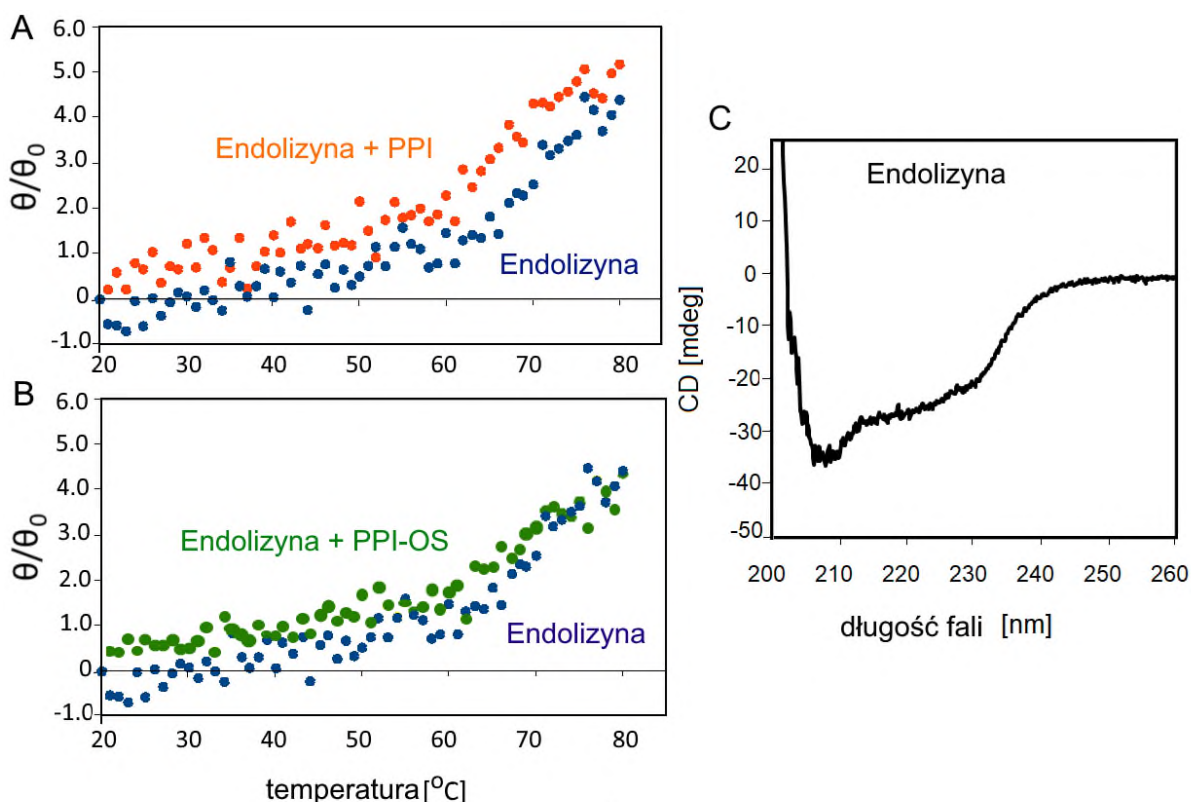 A
6.0
5.0
4.0
3.0
2.0
1.0
0
-1.0
θ/θ₀
Endolizyna + PPI
Endolizyna
20 30 40 50 60 70 80
B
6.0
5.0
4.0
3.0
2.0
1.0
0
-1.0
θ/θ₀
Endolizyna + PPI-OS
Endolizyna
20 30 40 50 60 70 80
temperatura [⁰C]
C
Endolizyna
20
10
0
-10
-20
-30
-40
-50
CD [mdeg]
200 210 220 230 240 250 260
długość fali [nm]